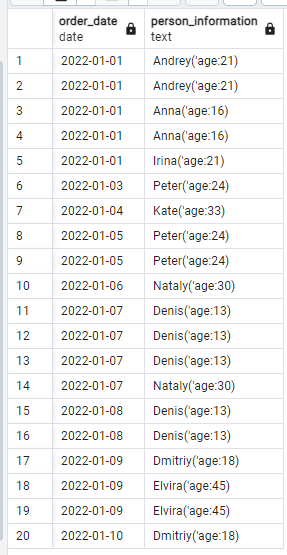 order_date person_information
date text
1 2022-01-01 Andrey('age:21)
2 2022-01-01 Andrey('age:21)
3 2022-01-01 Anna('age:16)
4 2022-01-01 Anna('age:16)
5 2022-01-01 Irina('age:21)
6 2022-01-03 Peter('age:24)
7 2022-01-04 Kate('age:33)
8 2022-01-05 Peter('age:24)
9 2022-01-05 Peter('age:24)
10 2022-01-06 Nataly('age:30)
11 2022-01-07 Denis('age:13)
12 2022-01-07 Denis('age:13)
13 2022-01-07 Denis('age:13)
14 2022-01-07 Nataly('age:30)
15 2022-01-08 Denis('age:13)
16 2022-01-08 Denis('age:13)
17 2022-01-09 Dmitriy('age:18)
18 2022-01-09 Elvira('age:45)
19 2022-01-09 Elvira('age:45)
20 2022-01-10 Dmitriy('age:18)